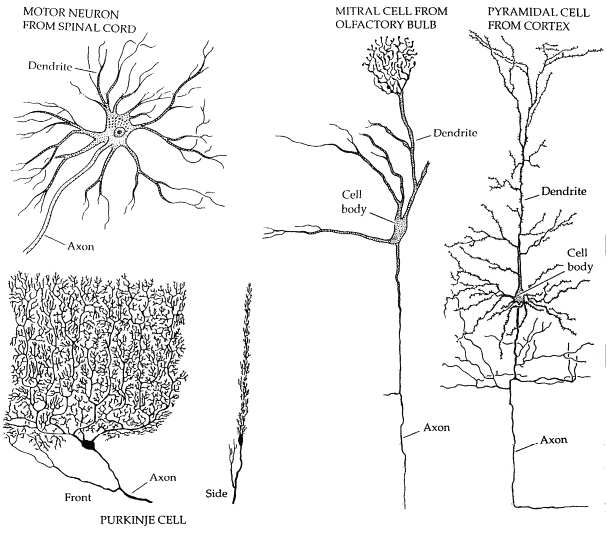 MOTOR NEURON
FROM SPINAL CORD
Dendrite
Axon
MITRAL CELL FROM
OLFACTORY BULB
Dendrite
Cell
body
Axon
PYRAMIDAL CELL
FROM CORTEX
Dendrite
Cell
body
Axon
Axon
Front
Side
PURKINJE CELL